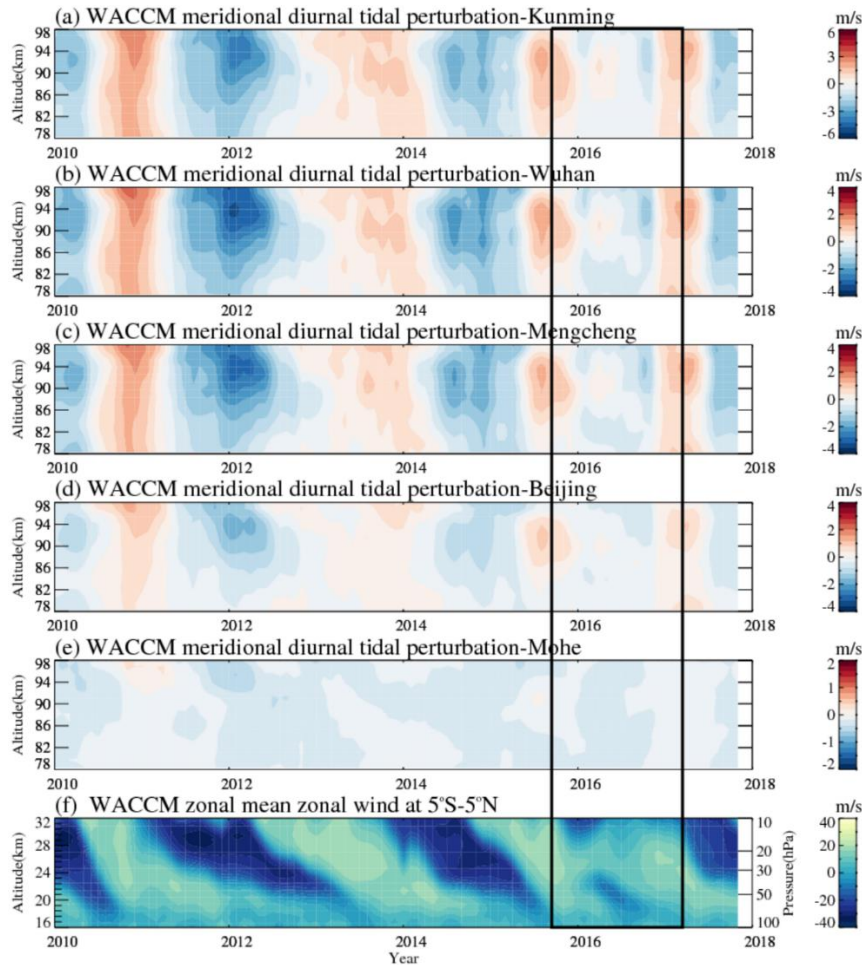 (a) WACCM meridional diurnal tidal perturbation-Kunming
m/s
Altitude(km)
98
94
90
86
82
78
6
3
0
-3
-6
2010 2012 2014 2016 2018
(b) WACCM meridional diurnal tidal perturbation-Wuhan
m/s
Altitude(km)
98
94
90
86
82
78
4
2
0
-2
-4
2010 2012 2014 2016 2018
(c) WACCM meridional diurnal tidal perturbation-Mengcheng
m/s
Altitude(km)
98
94
90
86
82
78
4
2
0
-2
-4
2010 2012 2014 2016 2018
(d) WACCM meridional diurnal tidal perturbation-Beijing
m/s
Altitude(km)
98
94
90
86
82
78
4
2
0
-2
-4
2010 2012 2014 2016 2018
(e) WACCM meridional diurnal tidal perturbation-Mohe
m/s
Altitude(km)
98
94
90
86
82
78
2
1
0
-1
-2
2010 2012 2014 2016 2018
(f) WACCM zonal mean zonal wind at 5°S-5°N
m/s
Altitude(km)
32
28
24
20
16
10
20
30
50
100
Pressure(hPa)
40
20
0
-20
-40
2010 2012 2014 2016 2018
Year